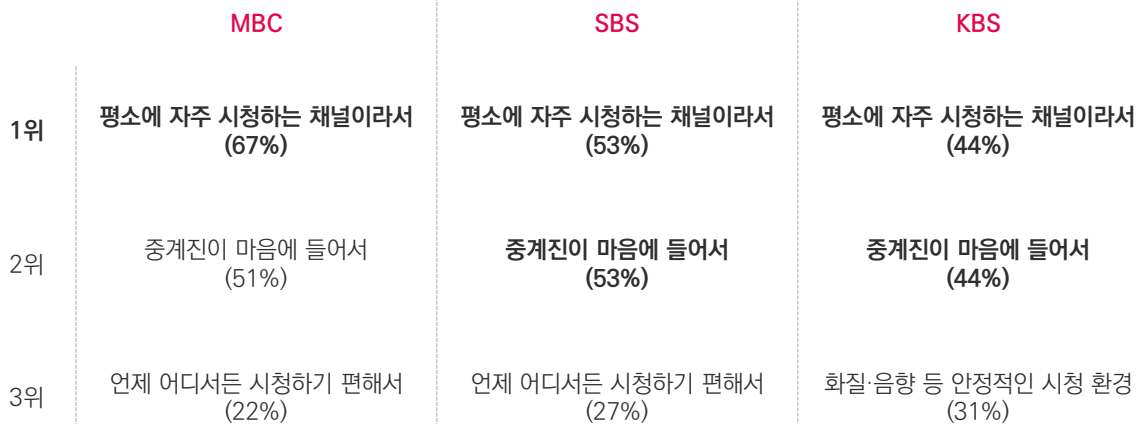 MBC SBS KBS
1위 평소에 자주 시청하는 채널이라서 평소에 자주 시청하는 채널이라서 평소에 자주 시청하는 채널이라서
(67%) (53%) (44%)
2위 중계진이 마음에 들어서 중계진이 마음에 들어서 중계진이 마음에 들어서
(51%) (53%) (44%)
3위 언제 어디서든 시청하기 편해서 언제 어디서든 시청하기 편해서 화질·음향 등 안정적인 시청 환경
(22%) (27%) (31%)